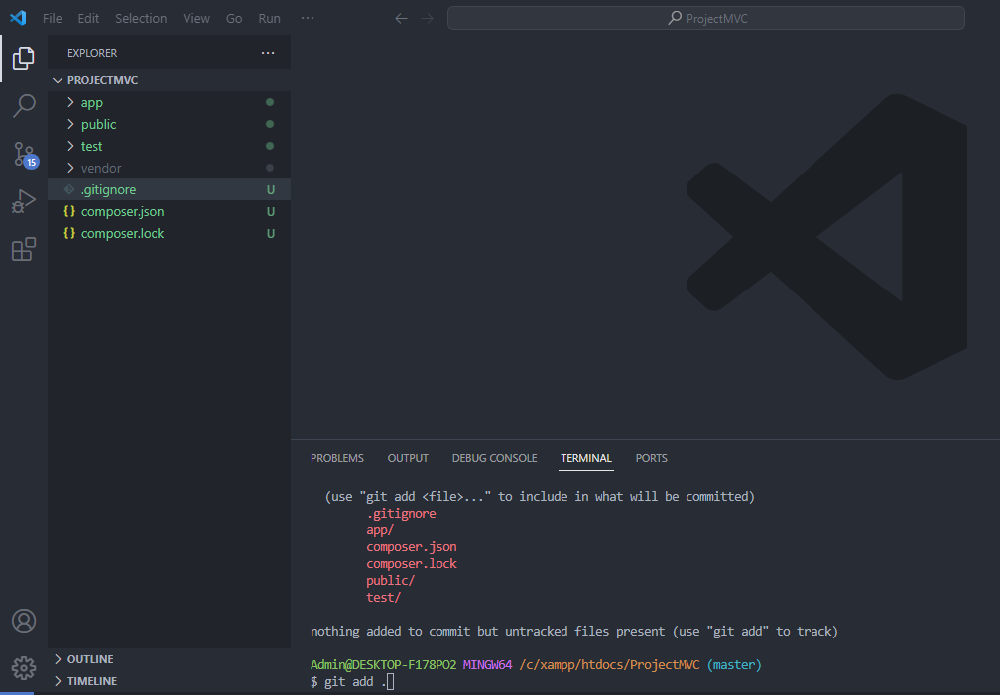 File Edit Selection View Go Run ···
ProjectMVC
EXPLORER ···
PROJECTMVC
app
public
test
vendor
.gitignore U
{} composer.json U
{} composer.lock U
15
OUTLINE
TIMELINE
PROBLEMS OUTPUT DEBUG CONSOLE TERMINAL PORTS
(use "git add <file>..." to include in what will be committed)
.gitignore
app/
composer.json
composer.lock
public/
test/
nothing added to commit but untracked files present (use "git add" to track)
Admin@DESKTOP-F178PO2 MINGW64 /c/xampp/htdocs/ProjectMVC (master)
$ git add .